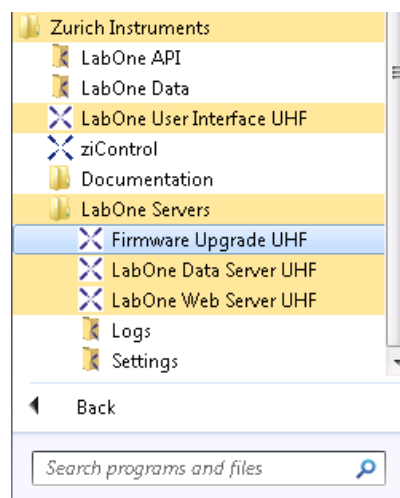 Zurich Instruments
LabOne API
LabOne Data
LabOne User Interface UHF
ziControl
Documentation
LabOne Servers
Firmware Upgrade UHF
LabOne Data Server UHF
LabOne Web Server UHF
Logs
Settings
Back
Search programs and files